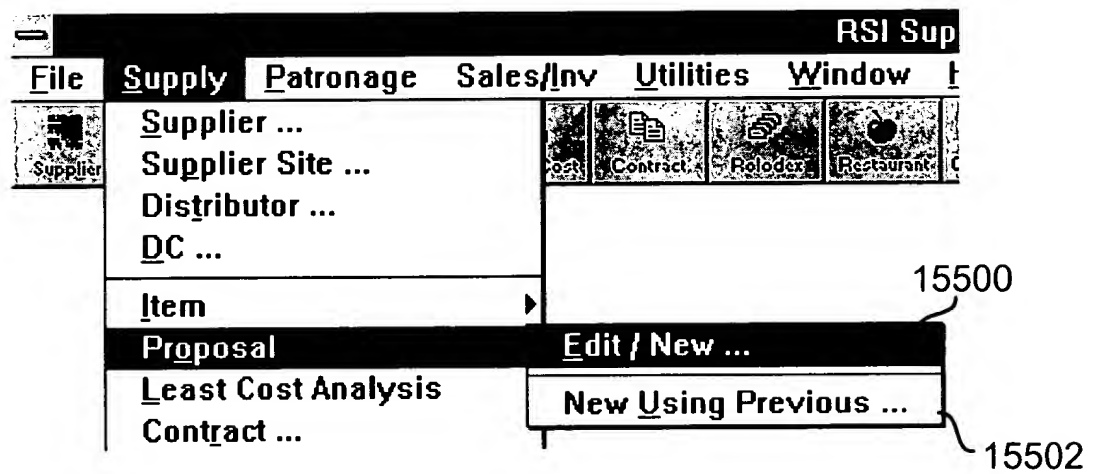 RSI Sup
File Supply Patronage Sales/Inv Utilities Window H
Supplier Cost Contract Rolodex Restaurant
Supplier ...
Supplier Site ...
Distributor ...
DC ...
Item
Proposal
Least Cost Analysis
Contract ...
15500
Edit / New ...
New Using Previous ...
15502